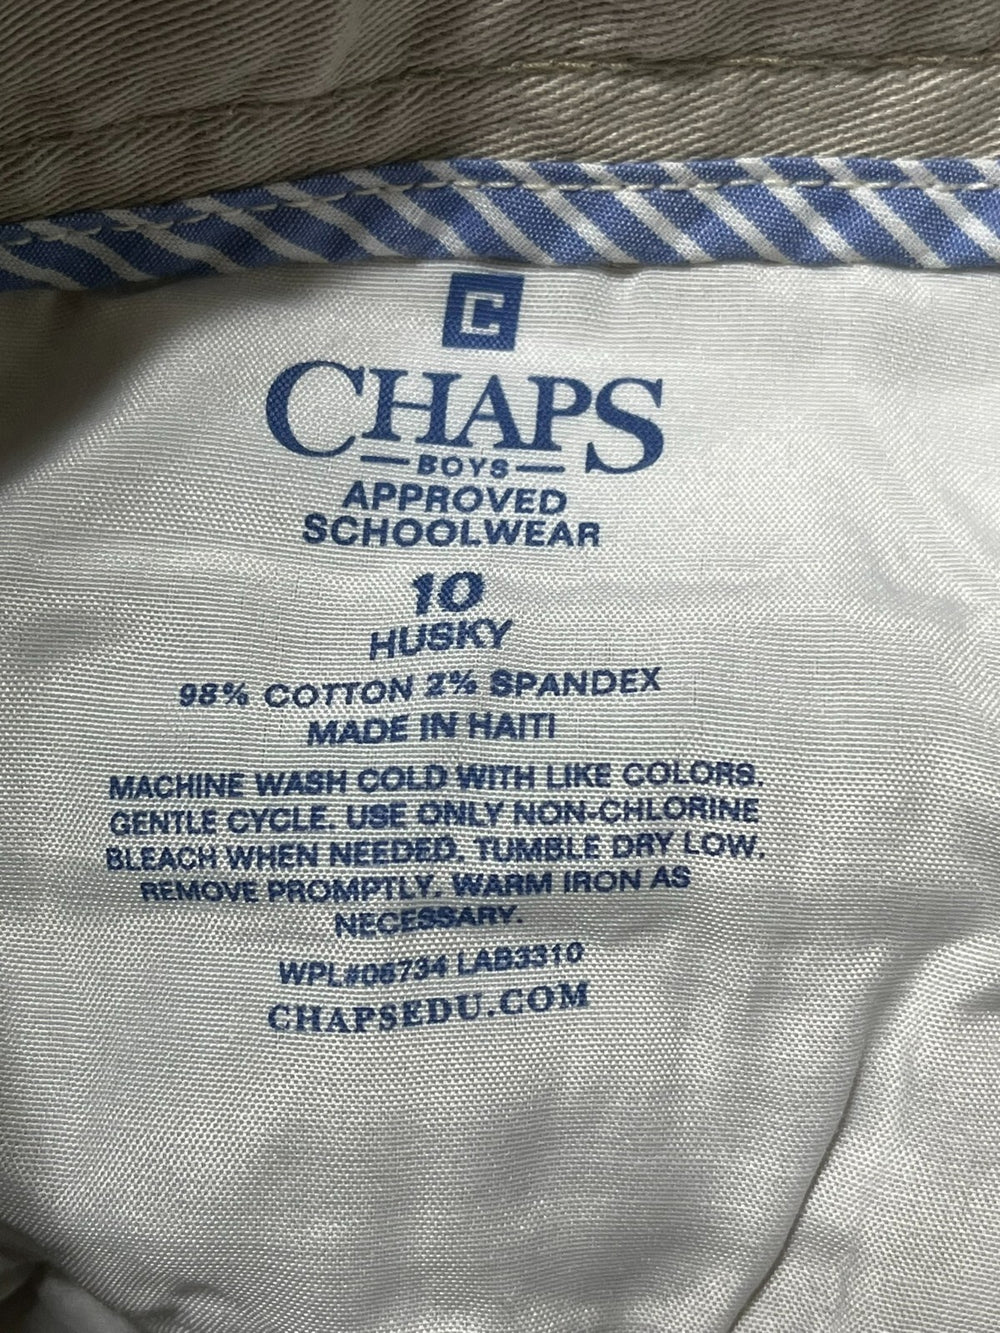 C
CHAPS
BOYS
APPROVED
SCHOOLWEAR
10
HUSKY
98% COTTON 2% SPANDEX
MADE IN HAITI
MACHINE WASH COLD WITH LIKE COLORS.
GENTLE CYCLE. USE ONLY NON-CHLORINE
BLEACH WHEN NEEDED. TUMBLE DRY LOW.
REMOVE PROMPTLY. WARM IRON AS
NECESSARY.
WPL#06734 LAB3310
CHAPSEDU.COM